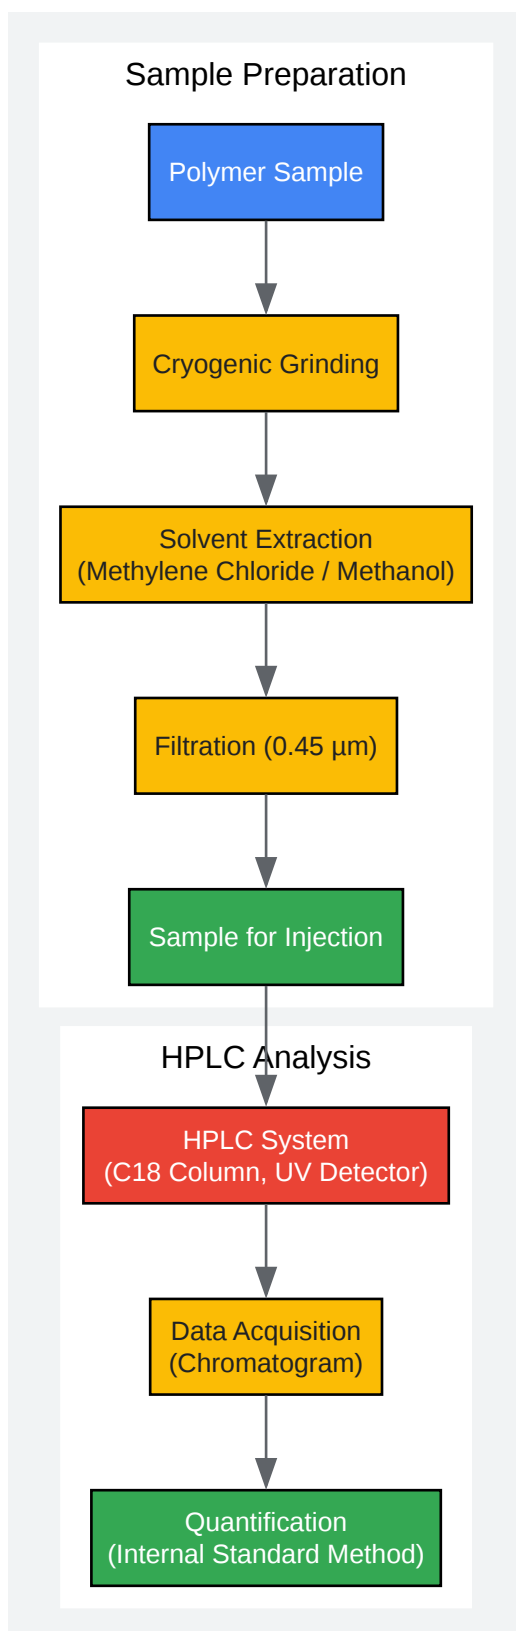 Sample Preparation
Polymer Sample
Cryogenic Grinding
Solvent Extraction
(Methylene Chloride / Methanol)
Filtration (0.45 µm)
Sample for Injection
HPLC Analysis
HPLC System
(C18 Column, UV Detector)
Data Acquisition
(Chromatogram)
Quantification
(Internal Standard Method)